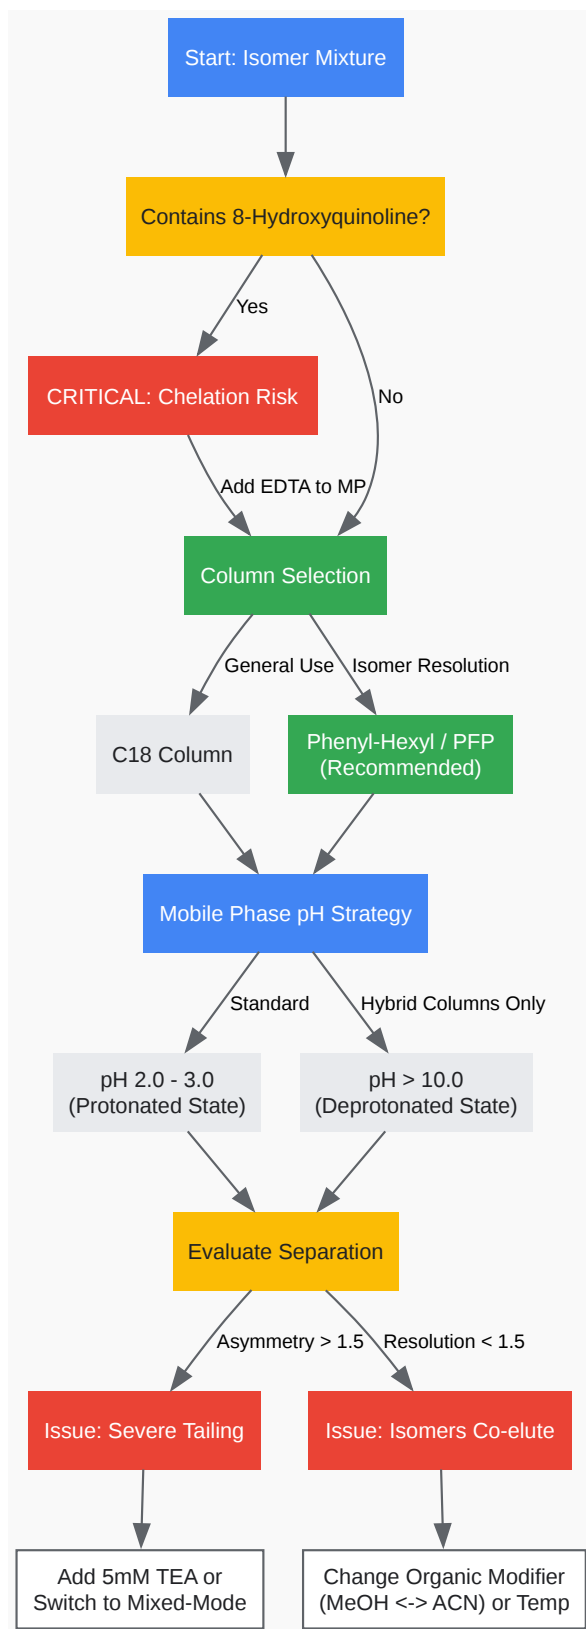 Start: Isomer Mixture
Contains 8-Hydroxyquinoline?
Yes
CRITICAL: Chelation Risk
No
Add EDTA to MP
Column Selection
General Use
Isomer Resolution
C18 Column
Phenyl-Hexyl / PFP
(Recommended)
Mobile Phase pH Strategy
Standard
Hybrid Columns Only
pH 2.0 - 3.0
(Protonated State)
pH > 10.0
(Deprotonated State)
Evaluate Separation
Asymmetry > 1.5
Resolution < 1.5
Issue: Severe Tailing
Issue: Isomers Co-elute
Add 5mM TEA or
Switch to Mixed-Mode
Change Organic Modifier
(MeOH <-> ACN) or Temp